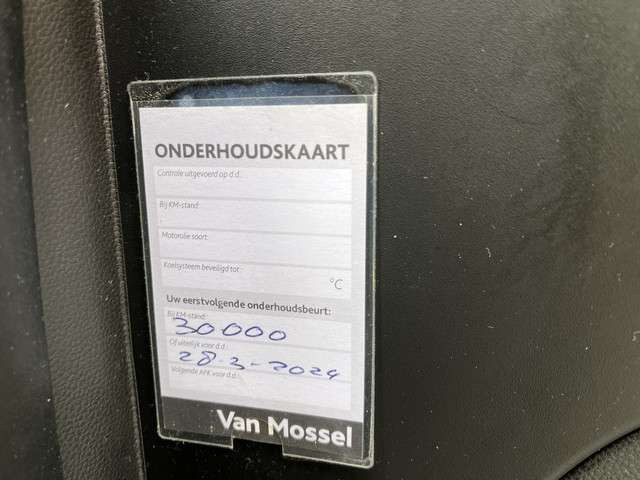 ONDERHOUDSKAART
Controle uitgevoerd op d.d.:
Bij KM-stand:
Motorolie soort:
Koelsysteem beveiligd tot:
°C
Uw eerstvolgende onderhoudsbeurt:
Bij KM-stand:
30000
Of uiterlijk voor d.d.:
28-3-2024
Volgende APK voor d.d.:
Van Mossel